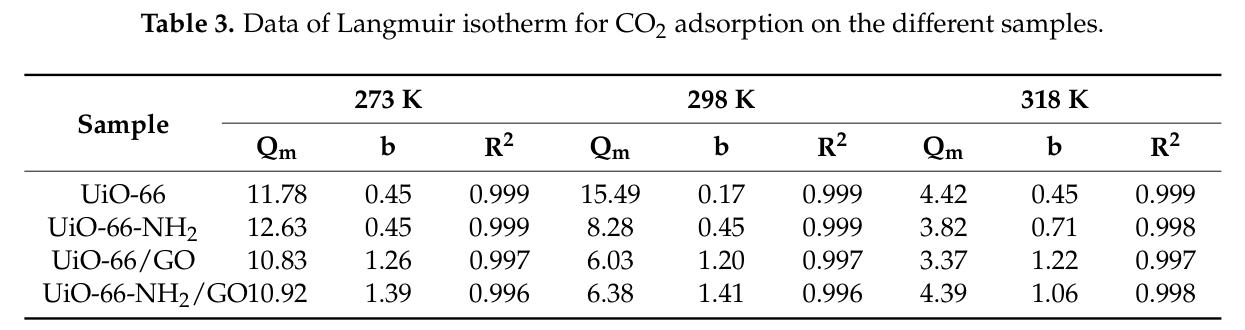 Table 3. Data of Langmuir isotherm for CO₂ adsorption on the different samples.
Sample 273 K 298 K 318 K
Qm b R² Qm b R² Qm b R²
UiO-66 11.78 0.45 0.999 15.49 0.17 0.999 4.42 0.45 0.999
UiO-66-NH₂ 12.63 0.45 0.999 8.28 0.45 0.999 3.82 0.71 0.998
UiO-66/GO 10.83 1.26 0.997 6.03 1.20 0.997 3.37 1.22 0.997
UiO-66-NH₂/GO 10.92 1.39 0.996 6.38 1.41 0.996 4.39 1.06 0.998